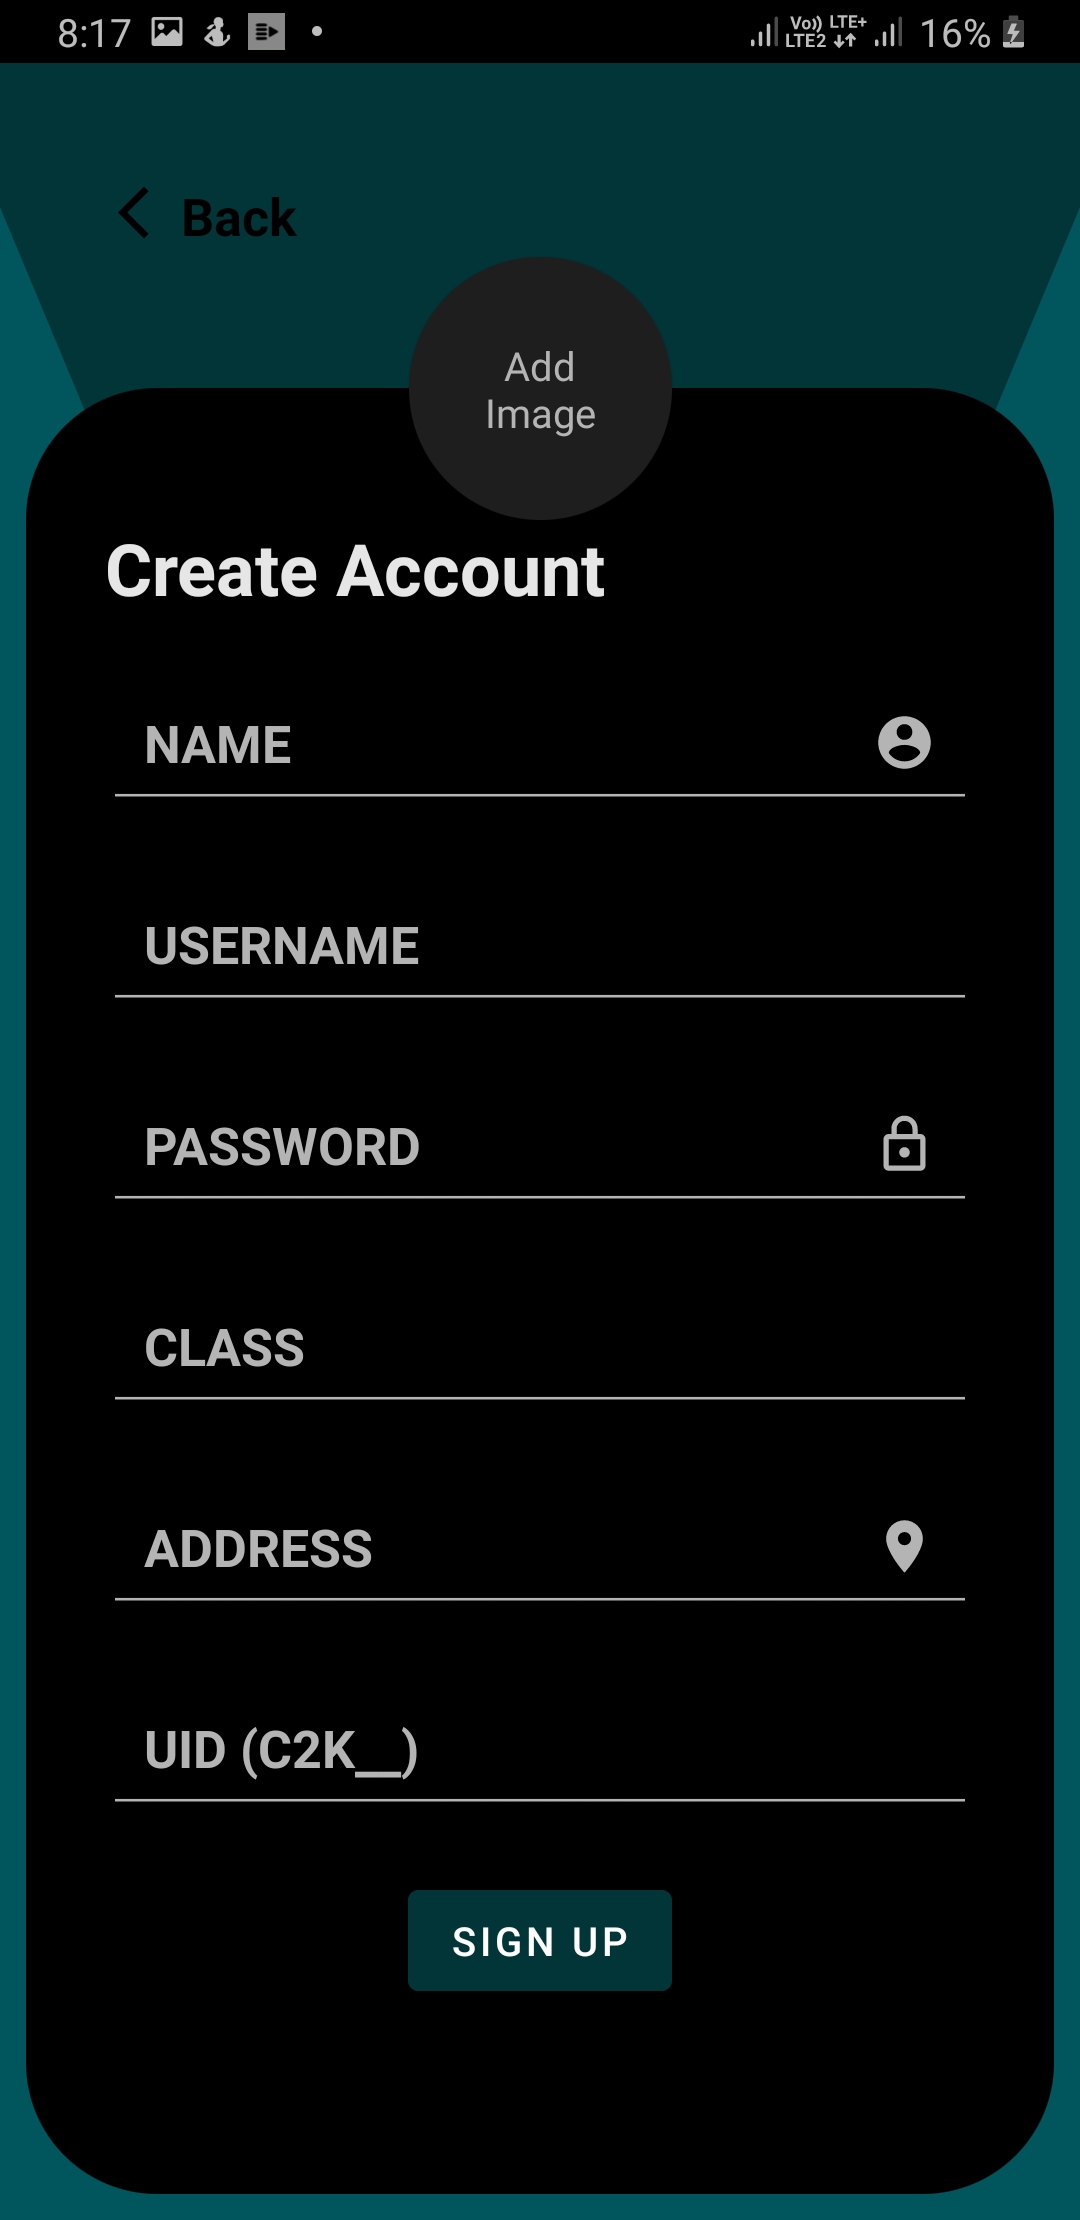 8:17 Vo)) LTE+ 16%
LTE2
Back
Add
Image
Create Account
NAME
USERNAME
PASSWORD
CLASS
ADDRESS
UID (C2K__)
SIGN UP